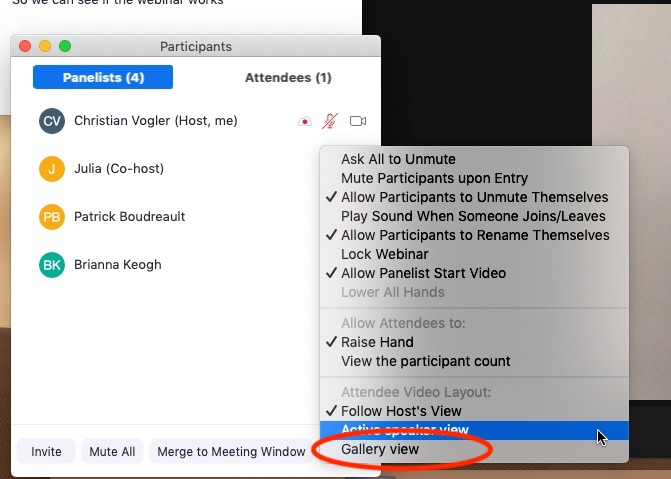 So we can see if the webinar works
Participants
Panelists (4)
Attendees (1)
CV Christian Vogler (Host, me)
J Julia (Co-host)
PB Patrick Boudreault
BK Brianna Keogh
Ask All to Unmute
Mute Participants upon Entry
✓ Allow Participants to Unmute Themselves
Play Sound When Someone Joins/Leaves
✓ Allow Participants to Rename Themselves
Lock Webinar
✓ Allow Panelist Start Video
Lower All Hands
Allow Attendees to:
✓ Raise Hand
View the participant count
Attendee Video Layout:
✓ Follow Host's View
Active speaker view
Gallery view
Invite
Mute All
Merge to Meeting Window